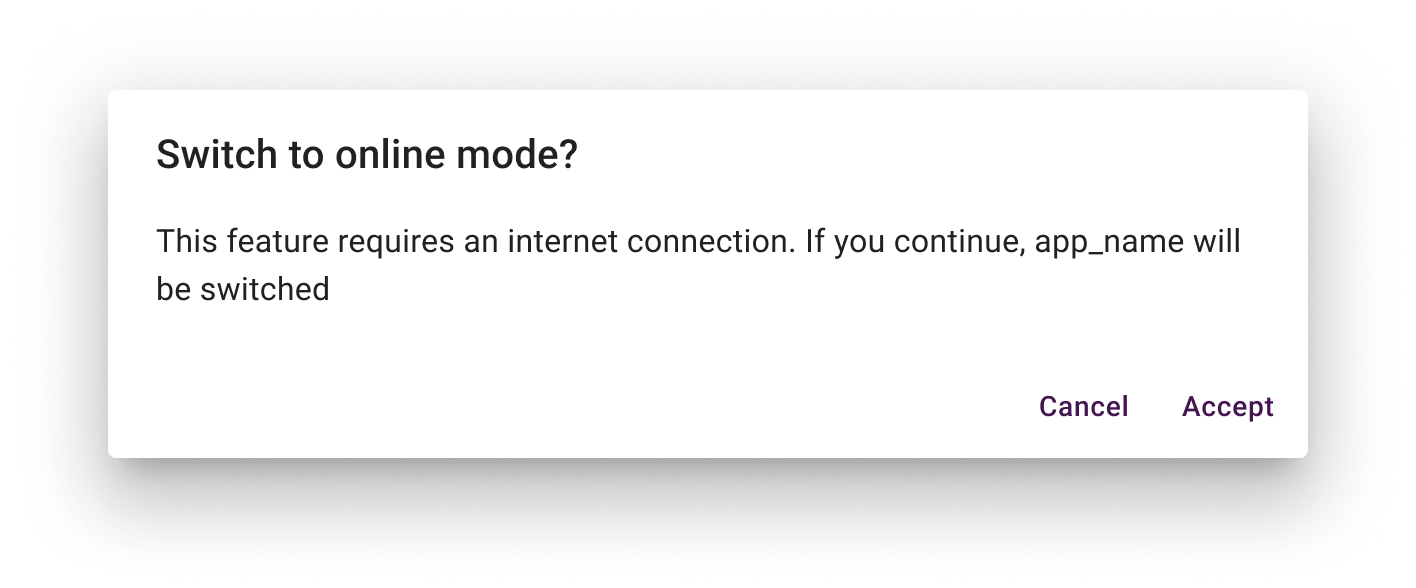 Switch to online mode?
This feature requires an internet connection. If you continue, app_name will
be switched
Cancel Accept